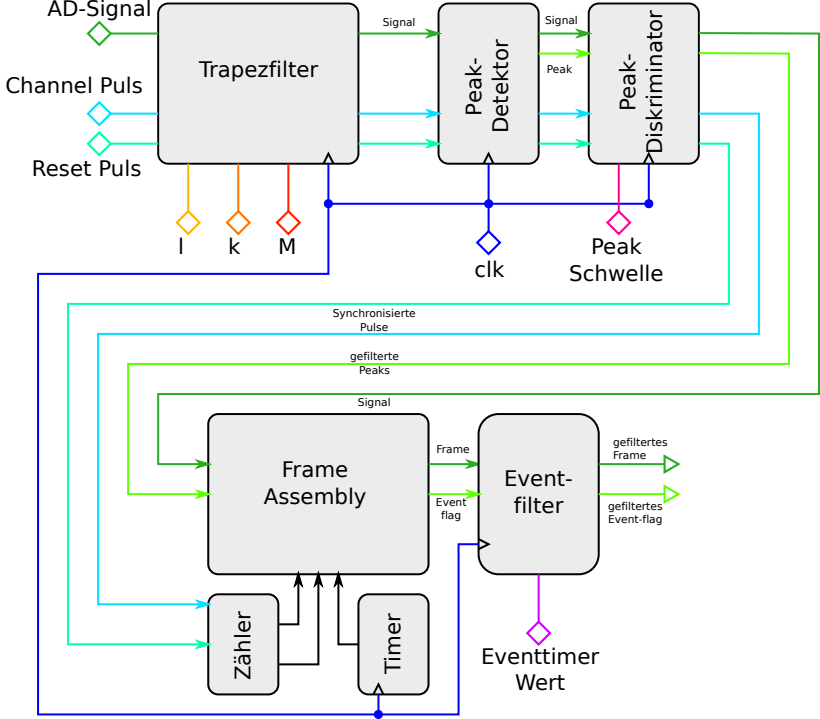 AD-Signal
Channel Puls
Reset Puls
Trapezfilter
Signal
Peak-
Detektor
Signal
Peak
Peak-
Diskriminator
l
k
M
clk
Peak
Schwelle
Synchronisierte
Pulse
gefilterte
Peaks
Signal
Frame
Assembly
Frame
Event
flag
Event-
filter
gefiltertes
Frame
gefiltertes
Event-flag
Zähler
Timer
Eventtimer
Wert